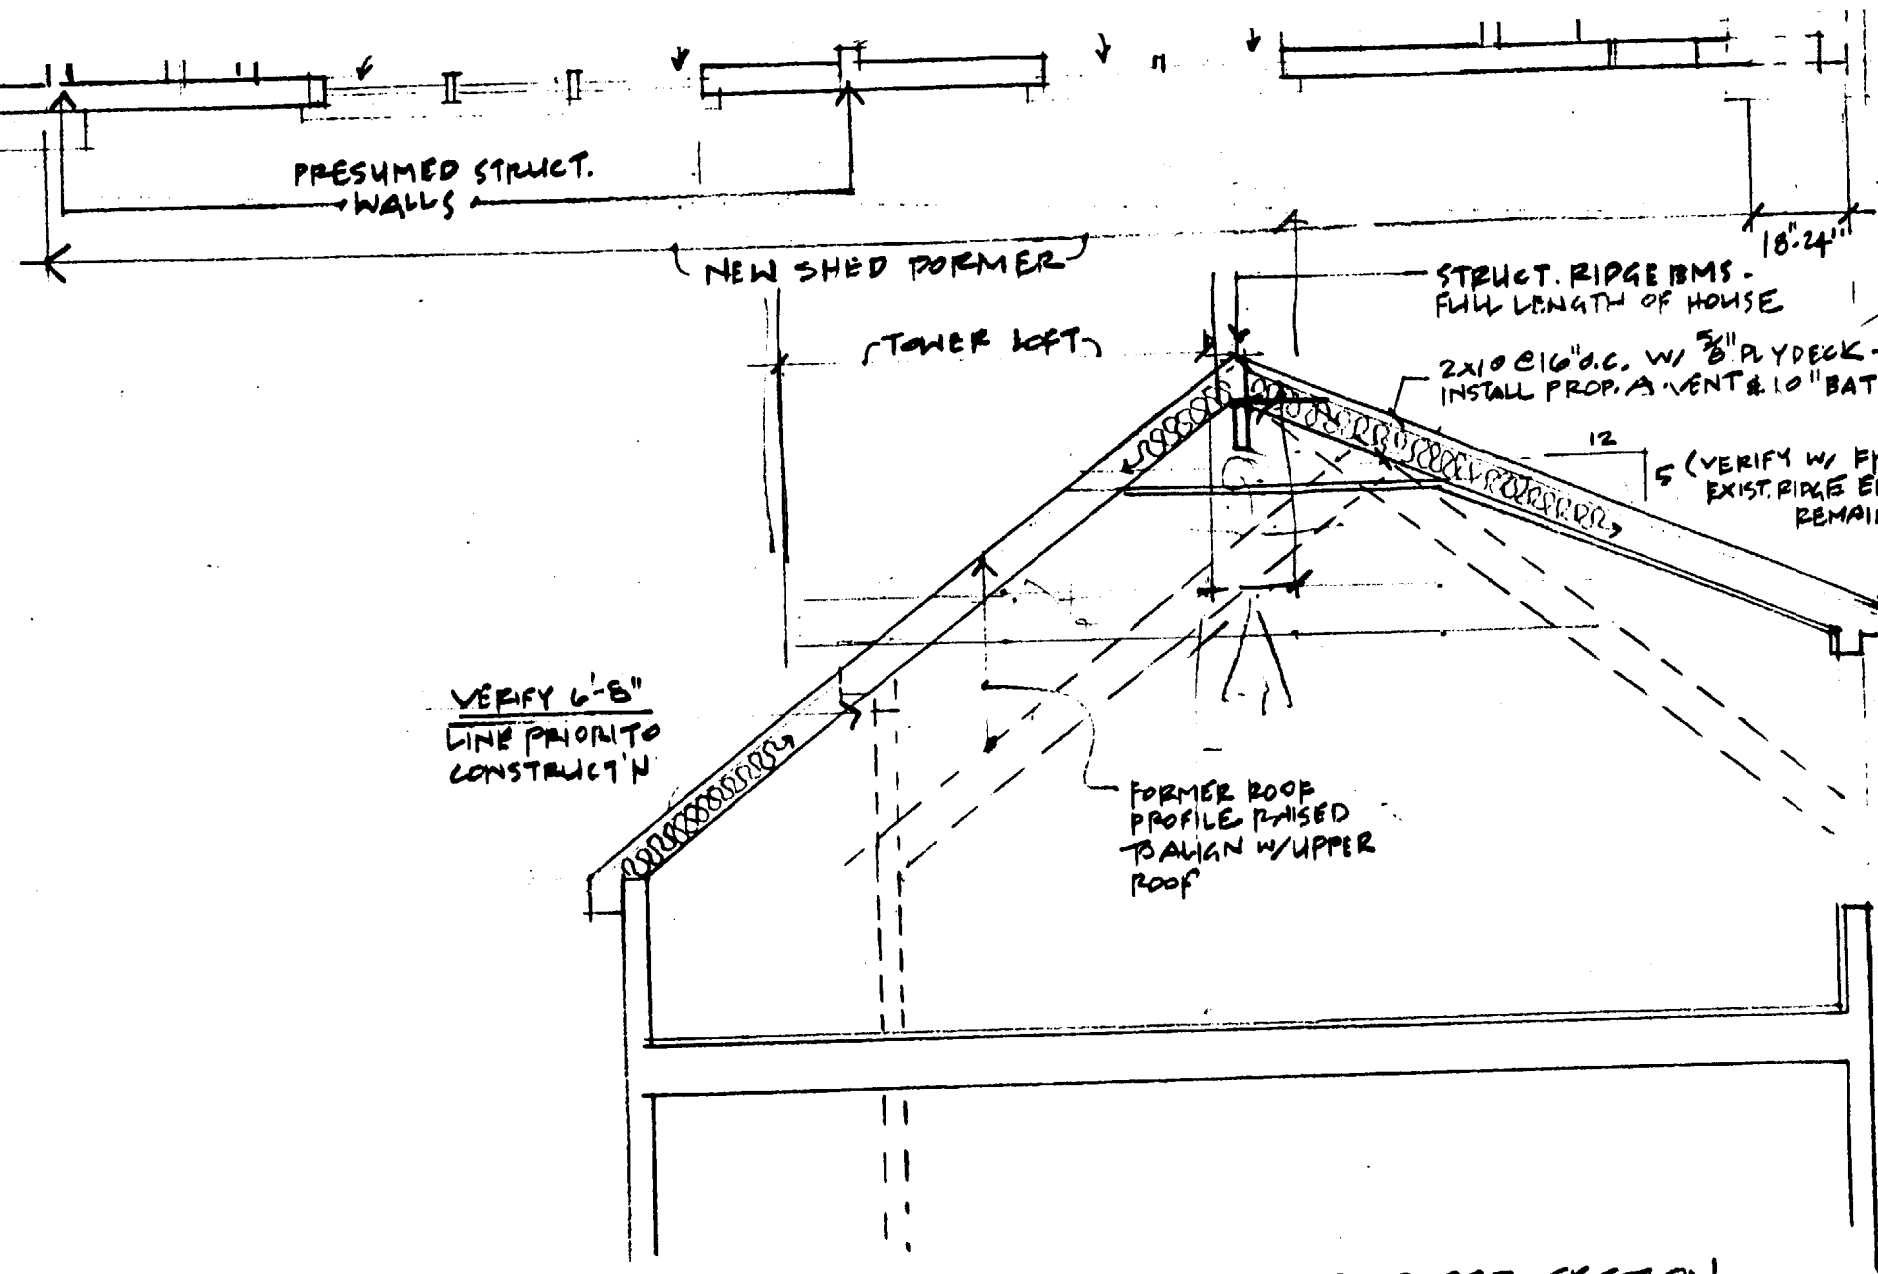 PRESUMED STRUCT.
WALLS
NEW SHED DORMER
18"-24"
TOWER LOFT
STRUCT. RIDGE BMS -
FULL LENGTH OF HOUSE
2X10 @ 16" O.C. W/ 5/8" PLYDECK -
INSTALL PROP. A VENT & 10" BAT
12
5
(VERIFY W/
EXIST. RIDGE
VERIFY 6'-8"
LINE PRIOR TO
CONSTRUCT'N
FORMER ROOF
PROFILE RAISED
TO ALIGN W/ UPPER
ROOF
SECTION